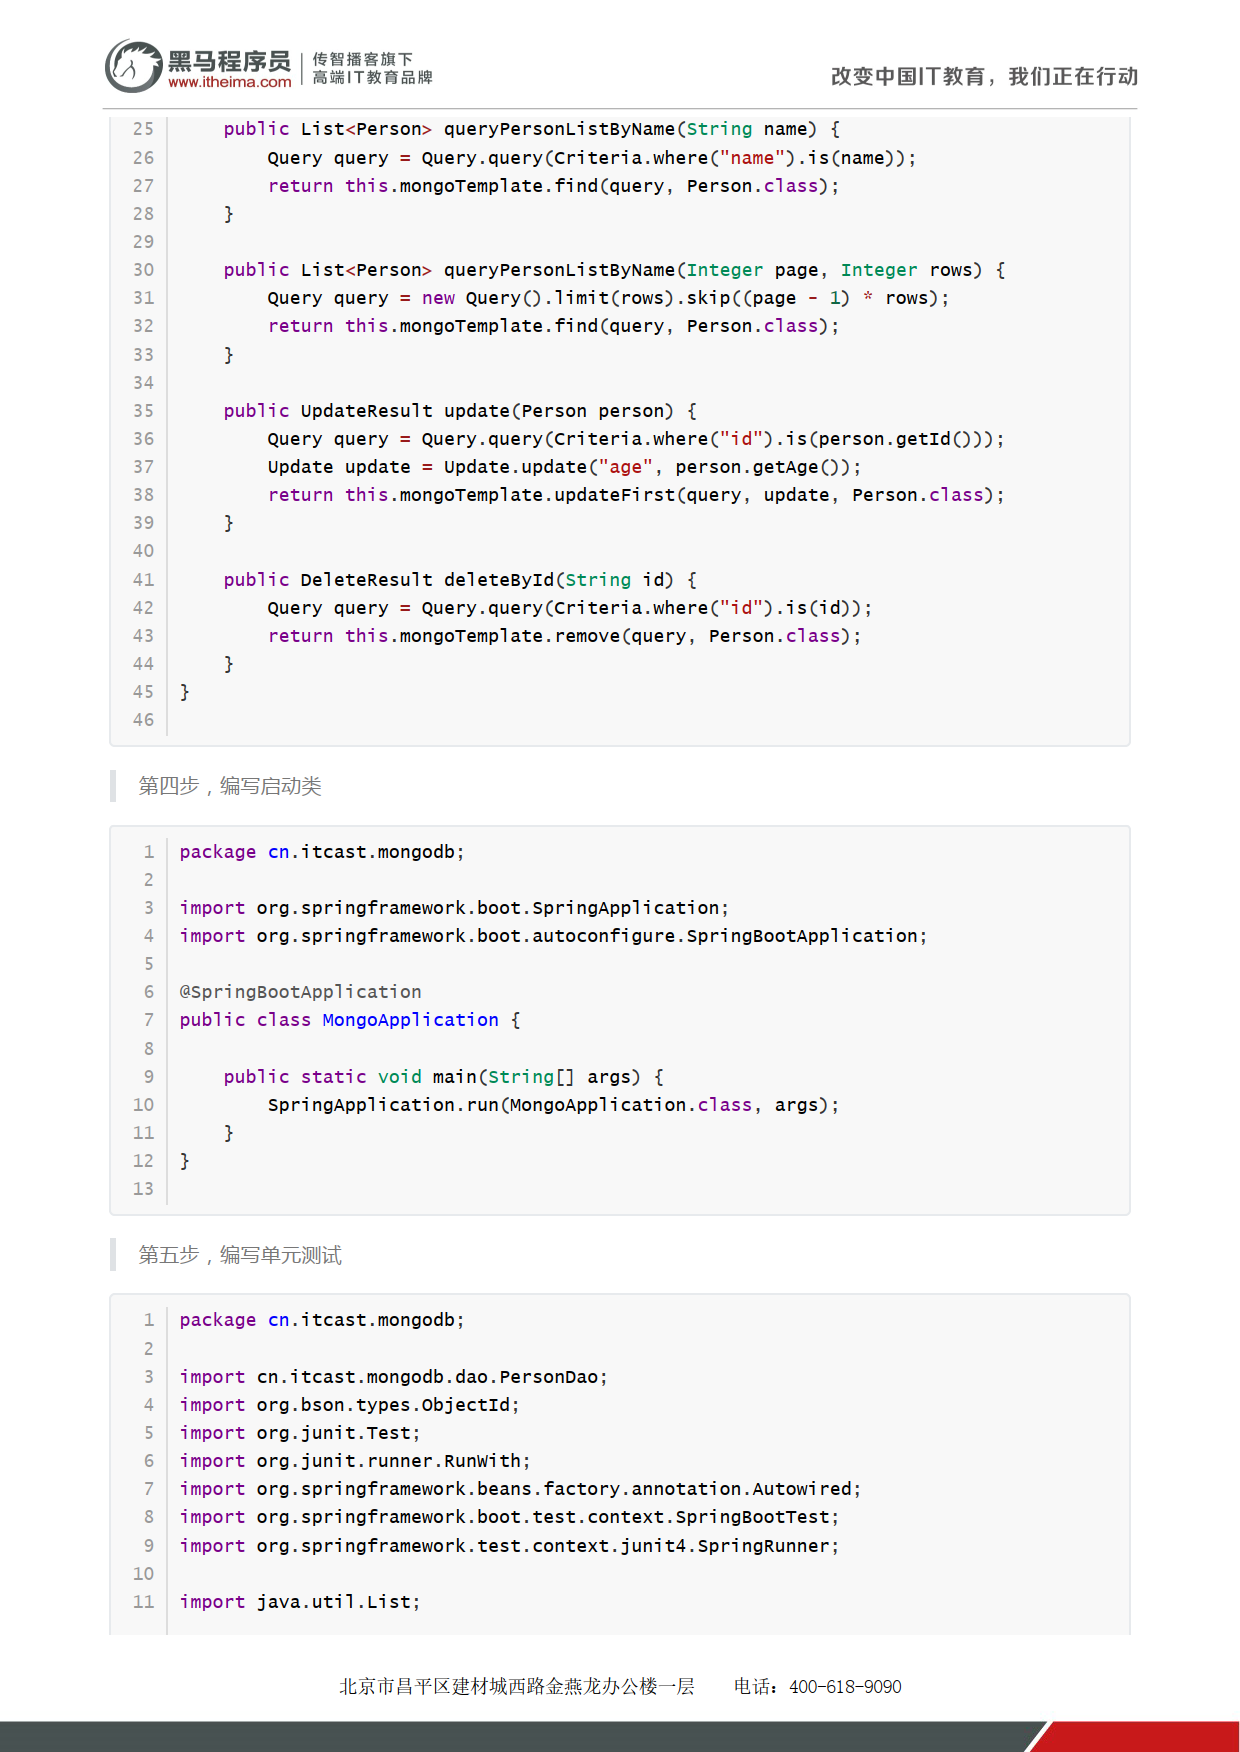 黑马程序员
www.itheima.com
传智播客旗下
高端IT教育品牌
改变中国IT教育，我们正在行动
25     public List<Person> queryPersonListByName(String name) {
26         Query query = Query.query(Criteria.where("name").is(name));
27         return this.mongoTemplate.find(query, Person.class);
28     }
29
30     public List<Person> queryPersonListByName(Integer page, Integer rows) {
31         Query query = new Query().limit(rows).skip((page - 1) * rows);
32         return this.mongoTemplate.find(query, Person.class);
33     }
34
35     public UpdateResult update(Person person) {
36         Query query = Query.query(Criteria.where("id").is(person.getId()));
37         Update update = Update.update("age", person.getAge());
38         return this.mongoTemplate.updateFirst(query, update, Person.class);
39     }
40
41     public DeleteResult deleteById(String id) {
42         Query query = Query.query(Criteria.where("id").is(id));
43         return this.mongoTemplate.remove(query, Person.class);
44     }
45 }
46
第四步，编写启动类
1 package cn.itcast.mongodb;
2
3 import org.springframework.boot.SpringApplication;
4 import org.springframework.boot.autoconfigure.SpringBootApplication;
5
6 @SpringBootApplication
7 public class MongoApplication {
8
9     public static void main(String[] args) {
10         SpringApplication.run(MongoApplication.class, args);
11     }
12 }
13
第五步，编写单元测试
1 package cn.itcast.mongodb;
2
3 import cn.itcast.mongodb.dao.PersonDao;
4 import org.bson.types.ObjectId;
5 import org.junit.Test;
6 import org.junit.runner.RunWith;
7 import org.springframework.beans.factory.annotation.Autowired;
8 import org.springframework.boot.test.context.SpringBootTest;
9 import org.springframework.test.context.junit4.SpringRunner;
10
11 import java.util.List;
北京市昌平区建材城西路金燕龙办公楼一层 电话：400-618-9090